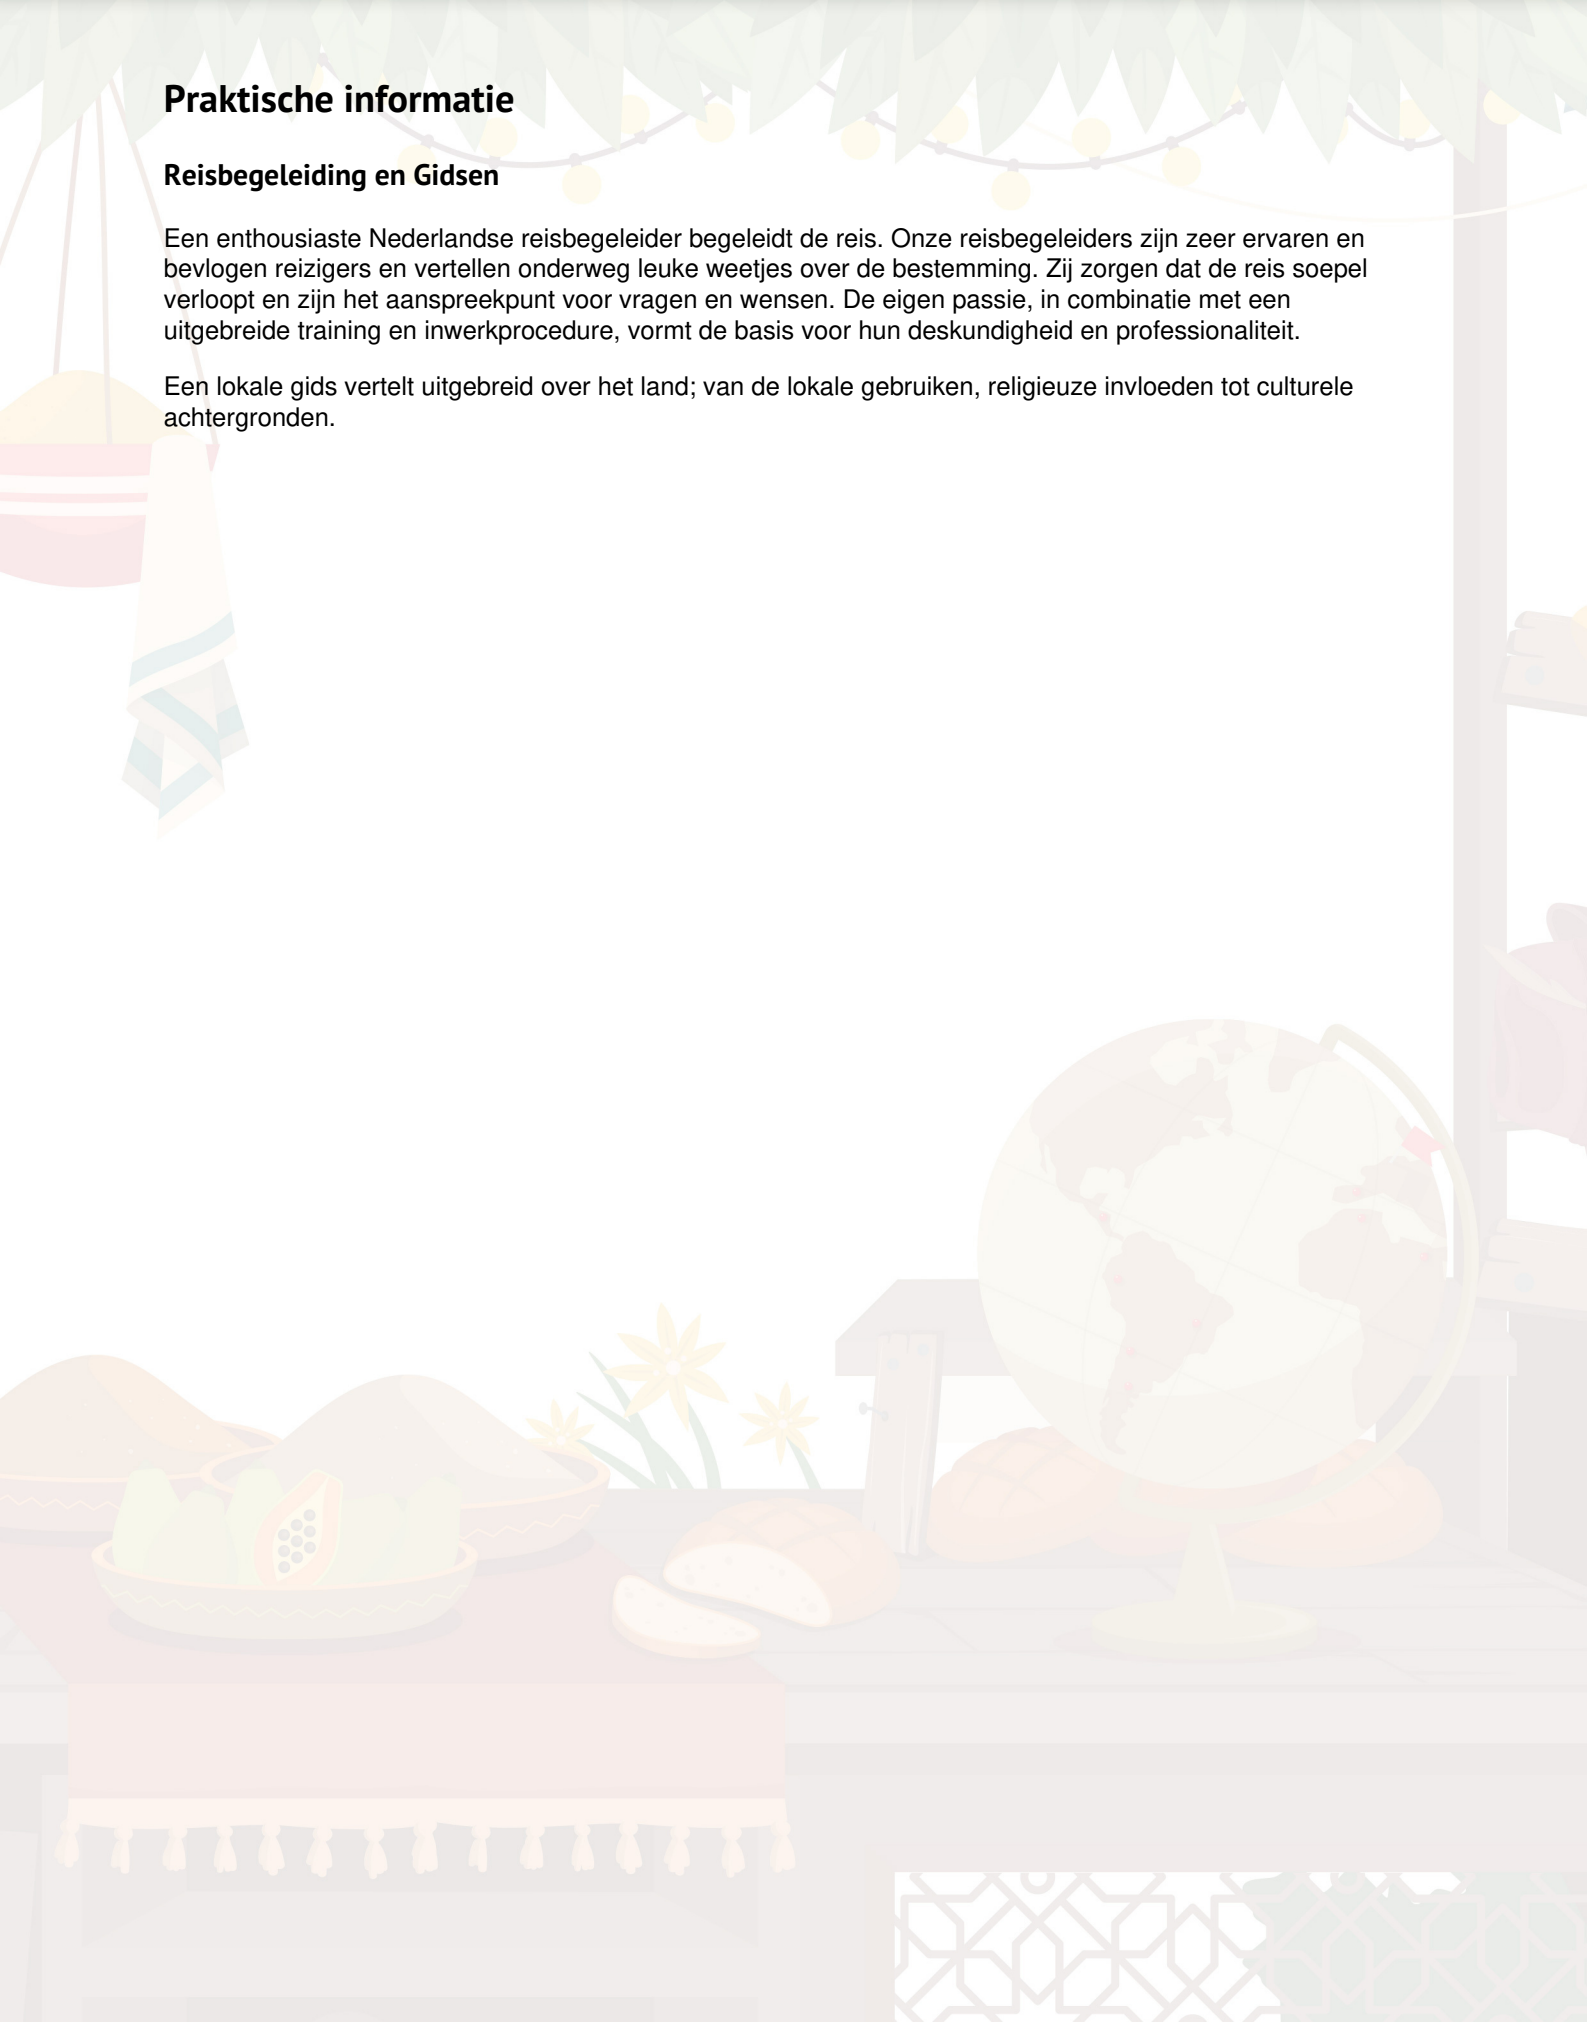 Praktische informatie
Reisbegeleiding en Gidsen
Een enthousiaste Nederlandse reisbegeleider begeleidt de reis. Onze reisbegeleiders zijn zeer ervaren en
bevlogen reizigers en vertellen onderweg leuke weetjes over de bestemming. Zij zorgen dat de reis soepel
verloopt en zijn het aanspreekpunt voor vragen en wensen. De eigen passie, in combinatie met een
uitgebreide training en inwerkprocedure, vormt de basis voor hun deskundigheid en professionaliteit.
Een lokale gids vertelt uitgebreid over het land; van de lokale gebruiken, religieuze invloeden tot culturele
achtergronden.